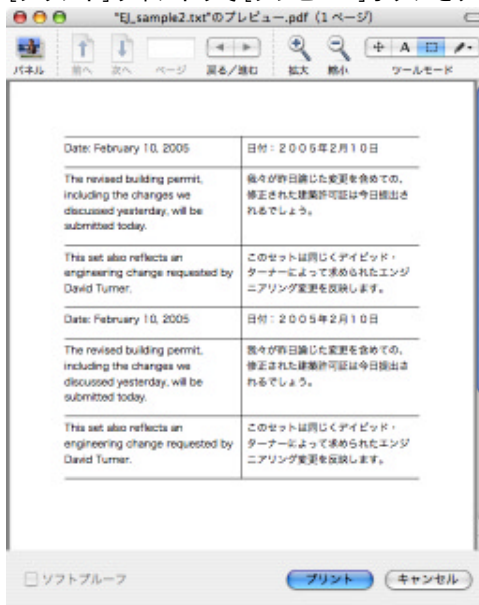 "EJ_sample2.txt"のプレビュー.pdf (1 ページ)
パネル 前へ 次へ ページ 戻る/進む 拡大 縮小 ツールモード
Date: February 10, 2005
日付：２００５年２月１０日
The revised building permit,
including the changes we
discussed yesterday, will be
submitted today.
我々が昨日論じた変更を含めての、
修正された建築許可証は今日提出さ
れるでしょう。
This set also reflects an
engineering change requested by
David Turner.
このセットは同じくデイビッド・
ターナーによって求められたエンジ
ニアリング変更を反映します。
Date: February 10, 2005
日付：２００５年２月１０日
The revised building permit,
including the changes we
discussed yesterday, will be
submitted today.
我々が昨日論じた変更を含めての、
修正された建築許可証は今日提出さ
れるでしょう。
This set also reflects an
engineering change requested by
David Turner.
このセットは同じくデイビッド・
ターナーによって求められたエンジ
ニアリング変更を反映します。
ソフトプルーフ
プリント
キャンセル